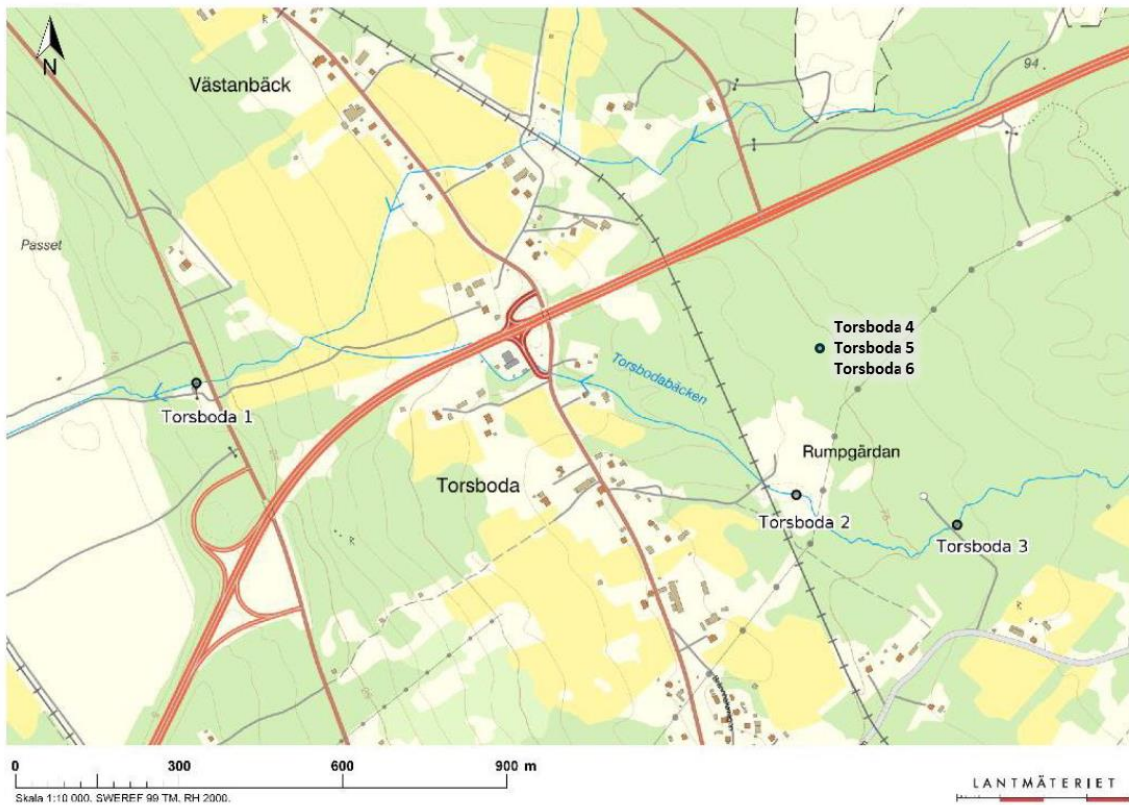 N
Västanbäck
94
Passet
Torsboda 4
Torsboda 5
Torsboda 6
Torsbodabäcken
Torsboda 1
Rumpgärdan
Torsboda
Torsboda 2
Torsboda 3
0 300 600 900 m
Skala 1:10 000, SWEREF 99 TM, RH 2000.
LANTMÄTERIET